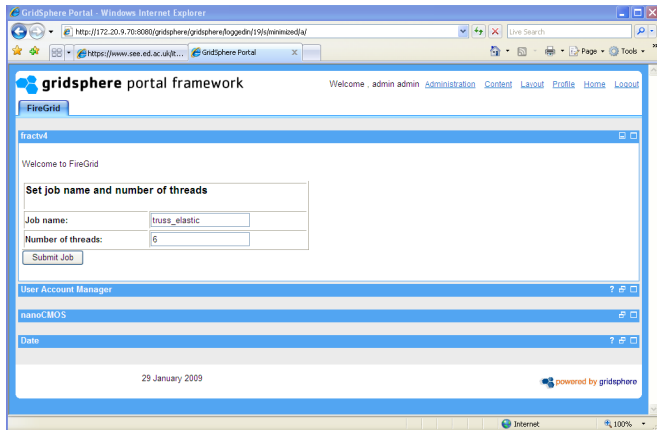 GridSphere Portal - Windows Internet Explorer
http://172.20.9.70:8080/gridsphere/gridsphere/loggedin/19/s/minimized/a/
Live Search
https://www.see.ed.ac.uk/it... GridSphere Portal x
Page Tools »
gridsphere portal framework
Welcome , admin admin Administration Content Layout Profile Home Logout
FireGrid
fractv4
Welcome to FireGrid
Set job name and number of threads
Job name: truss_elastic
Number of threads: 6
Submit Job
User Account Manager ?
nanoCMOS
Date ?
29 January 2009
powered by gridsphere
Internet 100%